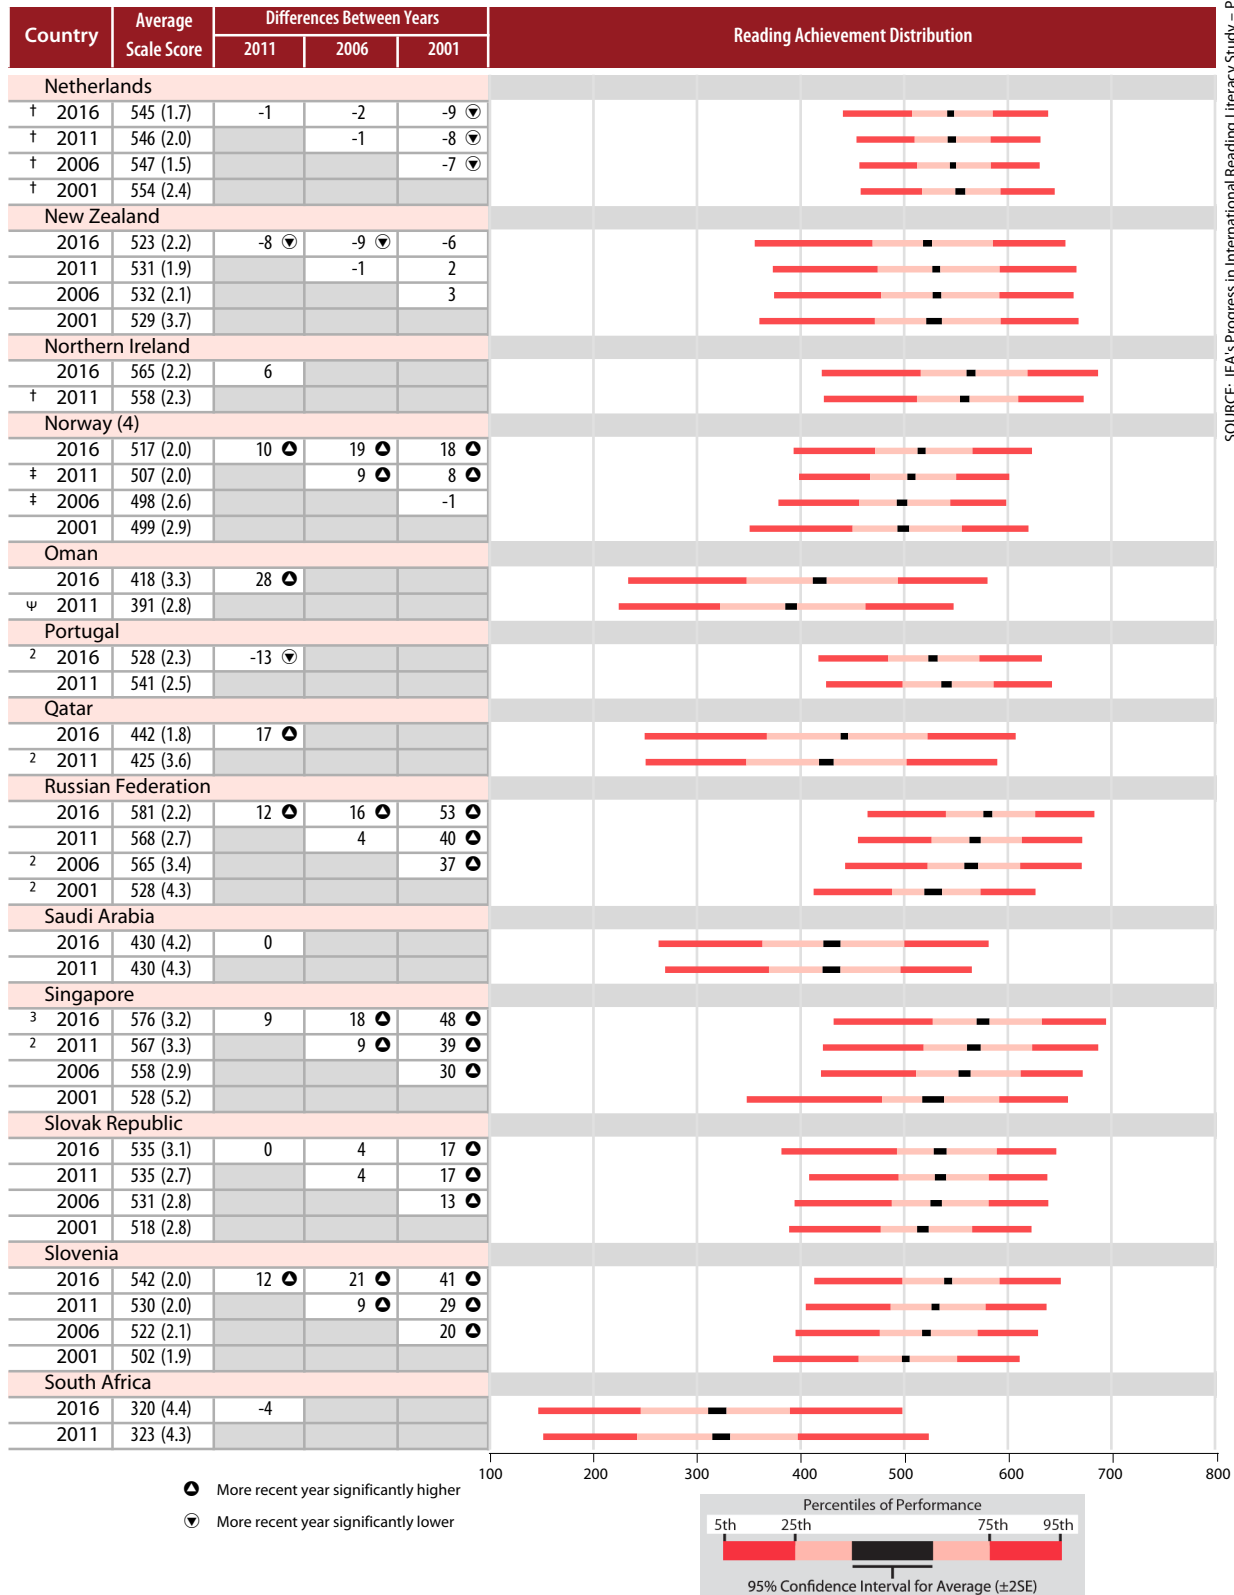 Country Average Scale Score Differences Between Years Reading Achievement Distribution
2011 2006 2001
Netherlands
† 2016 545 (1.7) -1 -2 -9 ▼
† 2011 546 (2.0) -1 -8 ▼
† 2006 547 (1.5) -7 ▼
† 2001 554 (2.4)
New Zealand
2016 523 (2.2) -8 ▼ -9 ▼ -6
2011 531 (1.9) -1 2
2006 532 (2.1) 3
2001 529 (3.7)
Northern Ireland
2016 565 (2.2) 6
† 2011 558 (2.3)
Norway (4)
2016 517 (2.0) 10 ▲ 19 ▲ 18 ▲
‡ 2011 507 (2.0) 9 ▲ 8 ▲
‡ 2006 498 (2.6) -1
2001 499 (2.9)
Oman
2016 418 (3.3) 28 ▲
Ψ 2011 391 (2.8)
Portugal
2 2016 528 (2.3) -13 ▼
2011 541 (2.5)
Qatar
2016 442 (1.8) 17 ▲
2 2011 425 (3.6)
Russian Federation
2016 581 (2.2) 12 ▲ 16 ▲ 53 ▲
2011 568 (2.7) 4 40 ▲
2 2006 565 (3.4) 37 ▲
2 2001 528 (4.3)
Saudi Arabia
2016 430 (4.2) 0
2011 430 (4.3)
Singapore
3 2016 576 (3.2) 9 18 ▲ 48 ▲
2 2011 567 (3.3) 9 ▲ 39 ▲
2006 558 (2.9) 30 ▲
2001 528 (5.2)
Slovak Republic
2016 535 (3.1) 0 4 17 ▲
2011 535 (2.7) 4 17 ▲
2006 531 (2.8) 13 ▲
2001 518 (2.8)
Slovenia
2016 542 (2.0) 12 ▲ 21 ▲ 41 ▲
2011 530 (2.0) 9 ▲ 29 ▲
2006 522 (2.1) 20 ▲
2001 502 (1.9)
South Africa
2016 320 (4.4) -4
2011 323 (4.3)
100 200 300 400 500 600 700 800
▲ More recent year significantly higher
▼ More recent year significantly lower
Percentiles of Performance
5th 25th 75th 95th
95% Confidence Interval for Average (±2SE)
SOURCE: IEA's Progress in International Reading Literacy Study – P